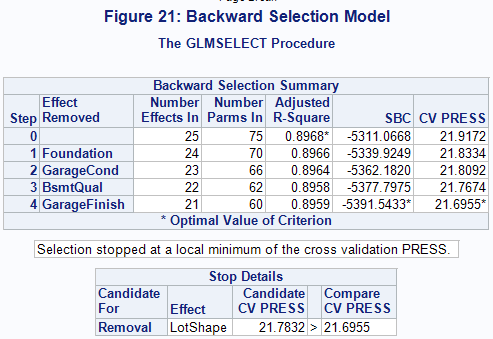 Figure 21: Backward Selection Model
The GLMSELECT Procedure
Backward Selection Summary
Step Effect Removed Number Effects In Number Parms In Adjusted R-Square SBC CV PRESS
0 25 75 0.8968* -5311.0668 21.9172
1 Foundation 24 70 0.8966 -5339.9249 21.8334
2 GarageCond 23 66 0.8964 -5362.1820 21.8092
3 BsmtQual 22 62 0.8958 -5377.7975 21.7674
4 GarageFinish 21 60 0.8959 -5391.5433* 21.6955*
* Optimal Value of Criterion
Selection stopped at a local minimum of the cross validation PRESS.
Stop Details
Candidate For Effect Candidate CV PRESS Compare CV PRESS
Removal LotShape 21.7832 > 21.6955